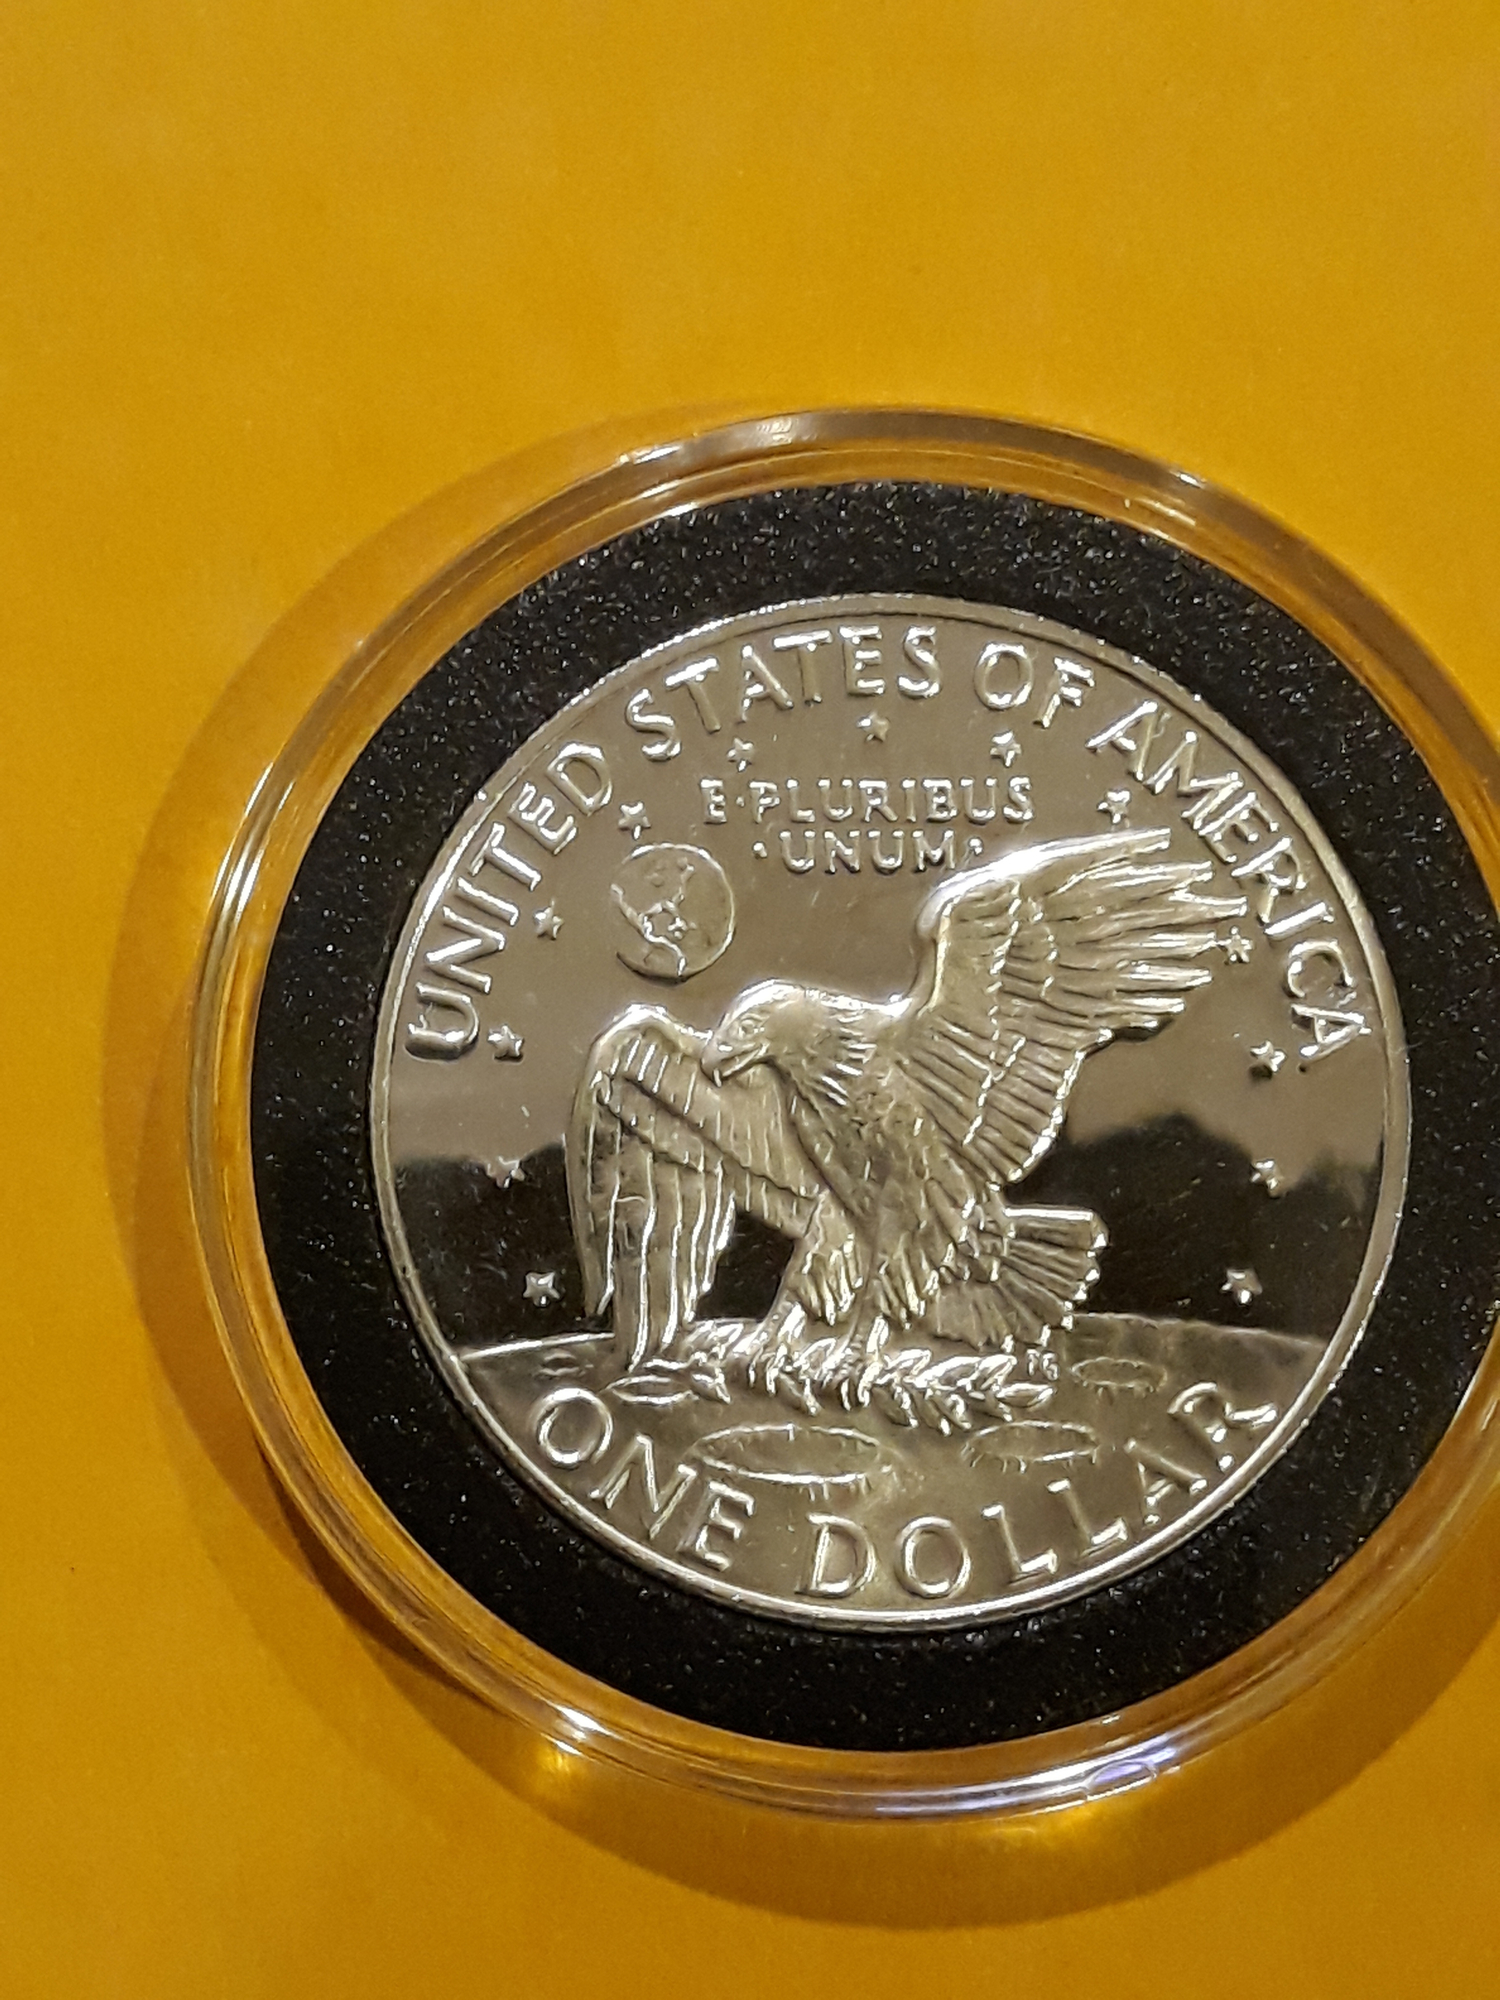 UNITED STATES OF AMERICA
E·PLURIBUS
·UNUM·
ONE DOLLAR